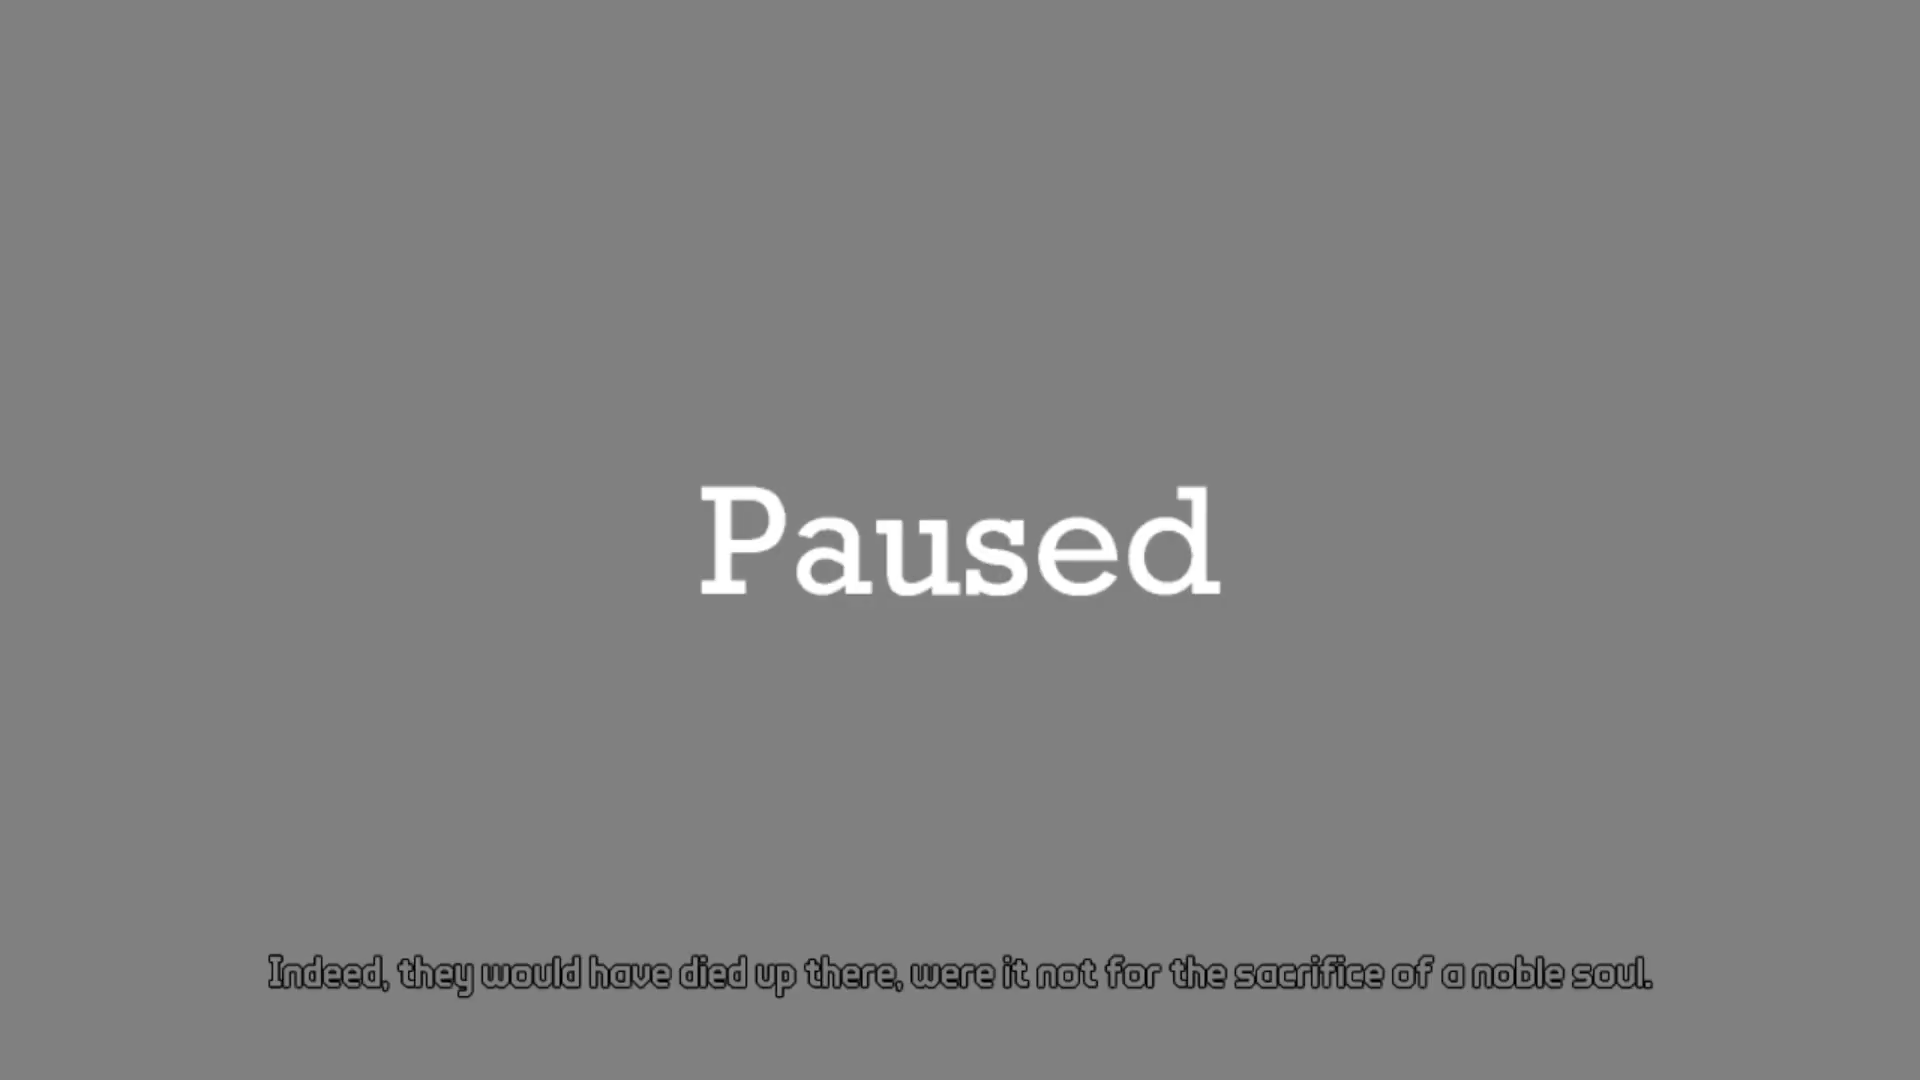 Paused
Indeed, they would have died up there, were it not for the sacrifice of a noble soul.